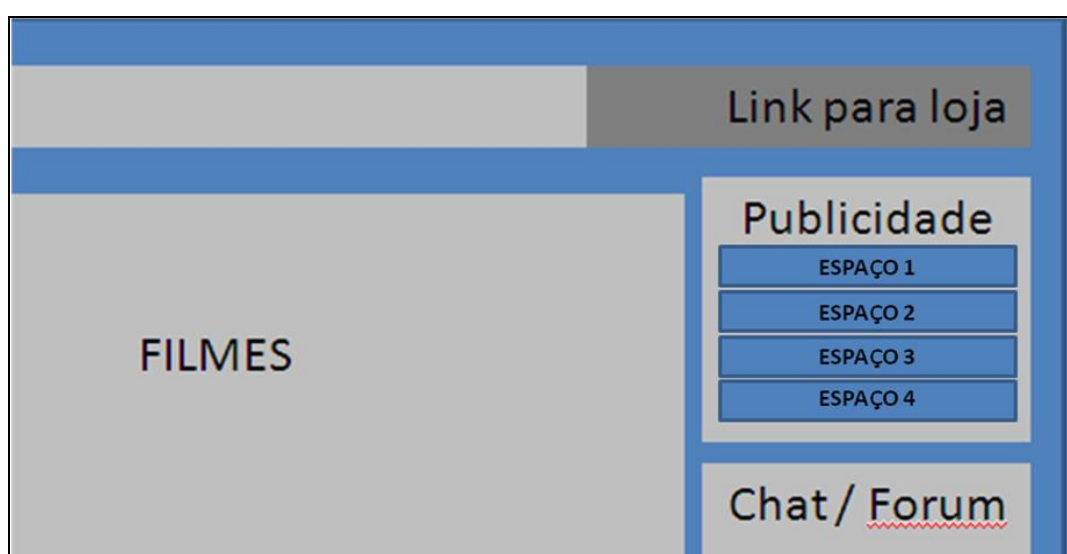 Link para loja
Publicidade
ESPAÇO 1
ESPAÇO 2
ESPAÇO 3
ESPAÇO 4
FILMES
Chat / Forum